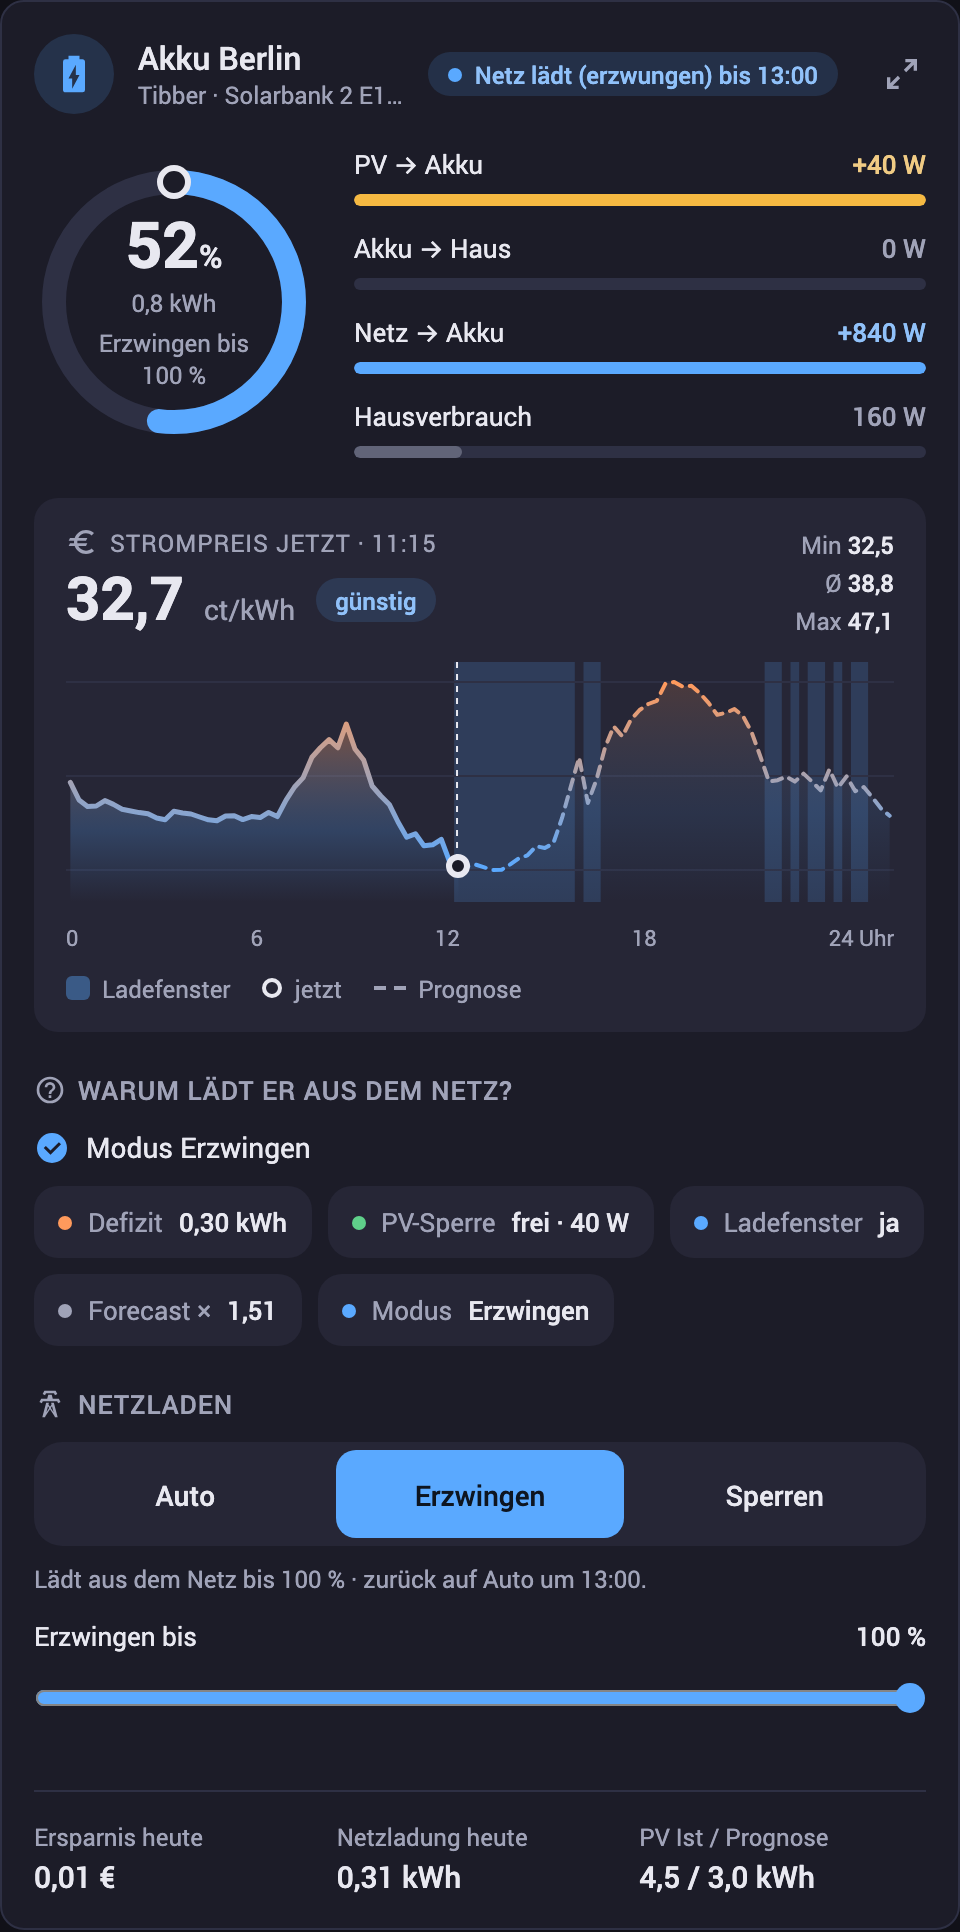 Akku Berlin
Tibber · Solarbank 2 E1…
Netz lädt (erzwungen) bis 13:00
52%
0,8 kWh
Erzwingen bis
100 %
PV → Akku +40 W
Akku → Haus 0 W
Netz → Akku +840 W
Hausverbrauch 160 W
STROMPREIS JETZT · 11:15
32,7 ct/kWh günstig
Min 32,5
Ø 38,8
Max 47,1
0 6 12 18 24 Uhr
Ladefenster jetzt Prognose
WARUM LÄDT ER AUS DEM NETZ?
Modus Erzwingen
Defizit 0,30 kWh PV-Sperre frei · 40 W Ladefenster ja
Forecast × 1,51 Modus Erzwingen
NETZLADEN
Auto Erzwingen Sperren
Lädt aus dem Netz bis 100 % · zurück auf Auto um 13:00.
Erzwingen bis 100 %
Ersparnis heute Netzladung heute PV Ist / Prognose
0,01 € 0,31 kWh 4,5 / 3,0 kWh